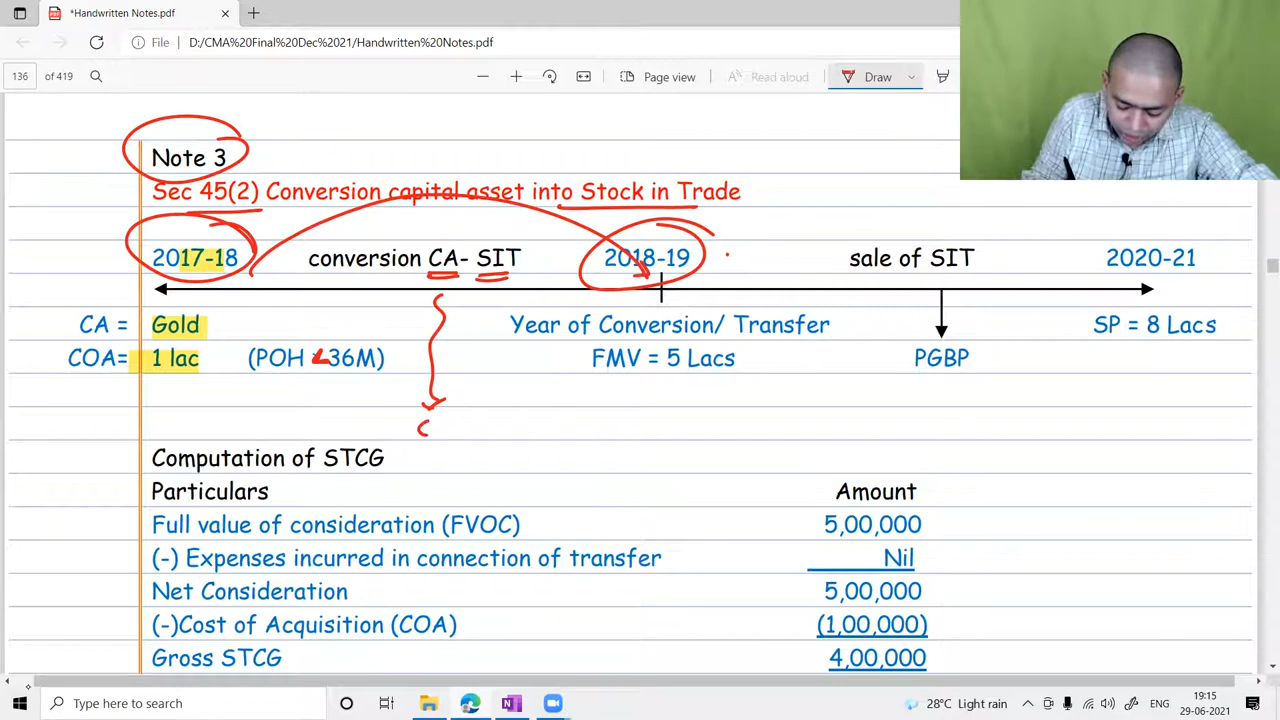 *Handwritten Notes.pdf
File D:/CMA%20Final%20Dec%2021/Handwritten%20Notes.pdf
136 of 419 Page view Read aloud Draw
Note 3
Sec 45(2) Conversion capital asset into Stock in Trade
2017-18 conversion CA- SIT 2018-19 sale of SIT 2020-21
CA = Gold Year of Conversion/ Transfer SP = 8 Lacs
COA= 1 lac (POH < 36M) FMV = 5 Lacs PGBP
Computation of STCG
Particulars Amount
Full value of consideration (FVOC) 5,00,000
(-) Expenses incurred in connection of transfer Nil
Net Consideration 5,00,000
(-)Cost of Acquisition (COA) (1,00,000)
Gross STCG 4,00,000
Type here to search 28°C Light rain ENG 19:15
29-06-2021